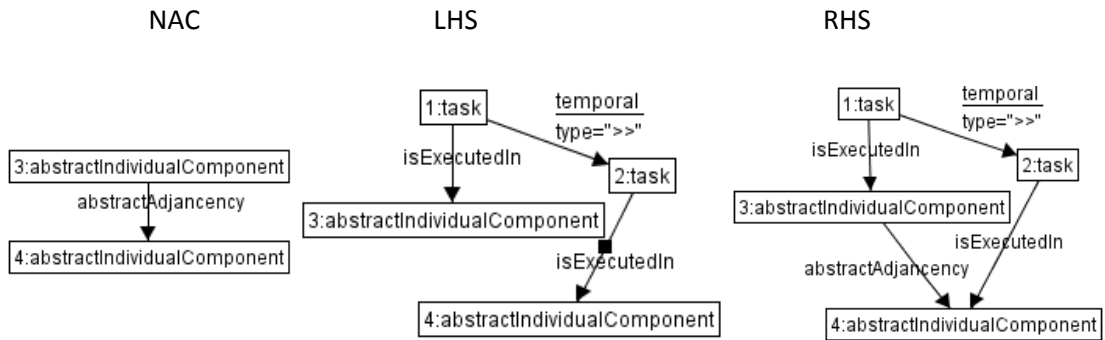 NAC
LHS
RHS
3:abstractIndividualComponent
abstractAdjancency
4:abstractIndividualComponent
1:task
temporal
type=">>"
isExecutedIn
2:task
3:abstractIndividualComponent
isExecutedIn
4:abstractIndividualComponent
1:task
temporal
type=">>"
isExecutedIn
2:task
3:abstractIndividualComponent
isExecutedIn
abstractAdjancency
4:abstractIndividualComponent